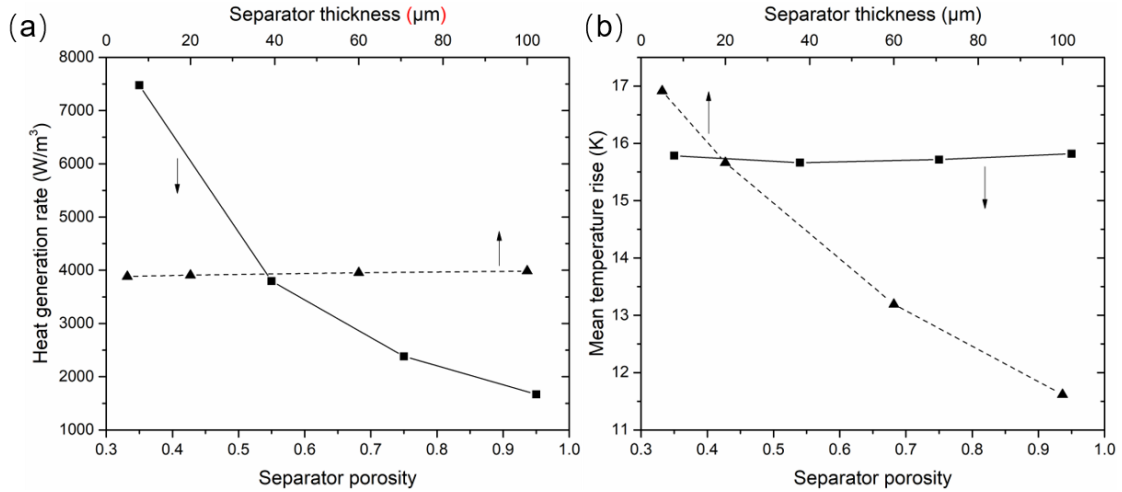 (a)
Separator thickness (μm)
0 20 40 60 80 100
Heat generation rate (W/m³)
8000
7000
6000
5000
4000
3000
2000
1000
0.3 0.4 0.5 0.6 0.7 0.8 0.9 1.0
Separator porosity
(b)
Separator thickness (μm)
0 20 40 60 80 100
Mean temperature rise (K)
17
16
15
14
13
12
11
0.3 0.4 0.5 0.6 0.7 0.8 0.9 1.0
Separator porosity